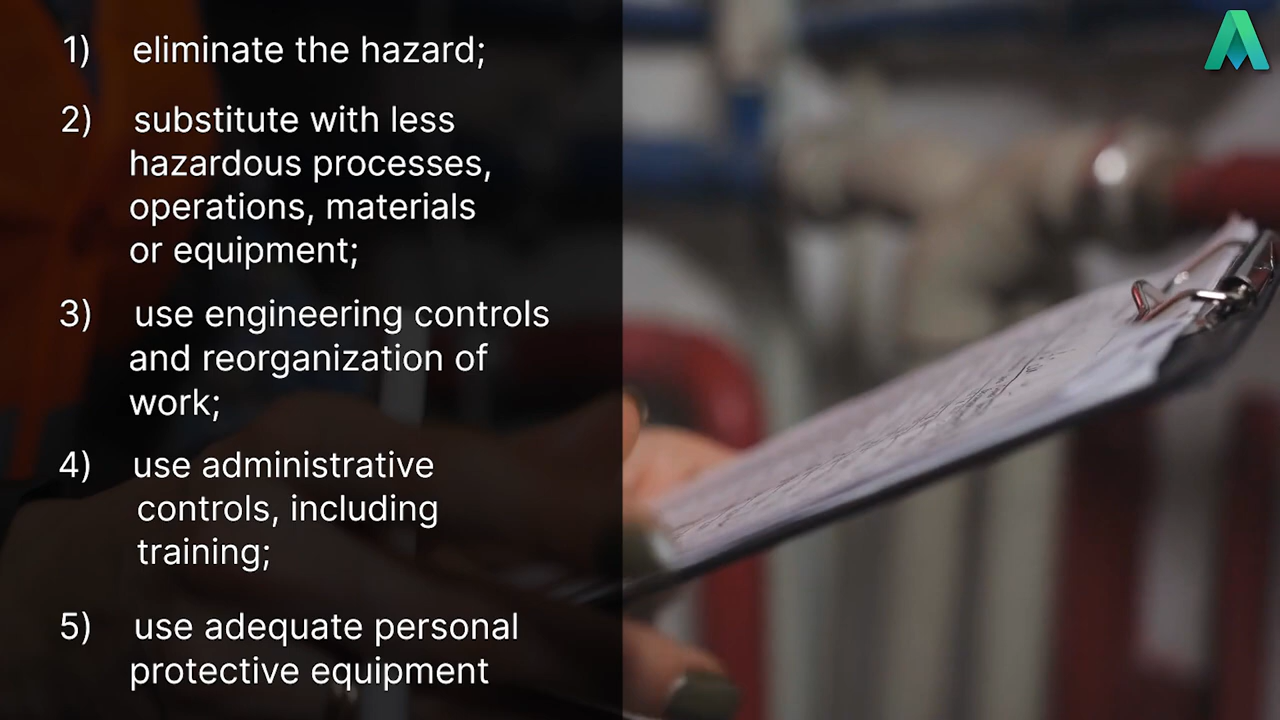 1) eliminate the hazard;
2) substitute with less
hazardous processes,
operations, materials
or equipment;
3) use engineering controls
and reorganization of
work;
4) use administrative
controls, including
training;
5) use adequate personal
protective equipment